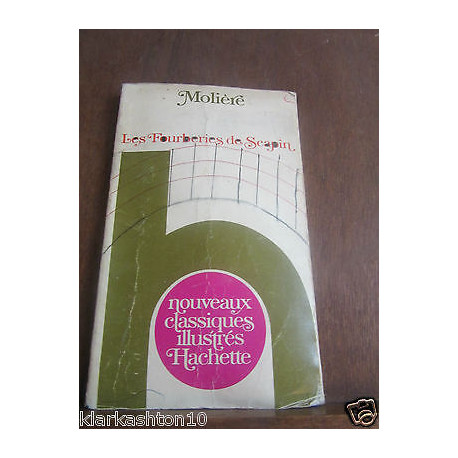 Molière
Les Fourberies de Scapin
nouveaux
classiques
illustrés
Hachette
klarkashton10